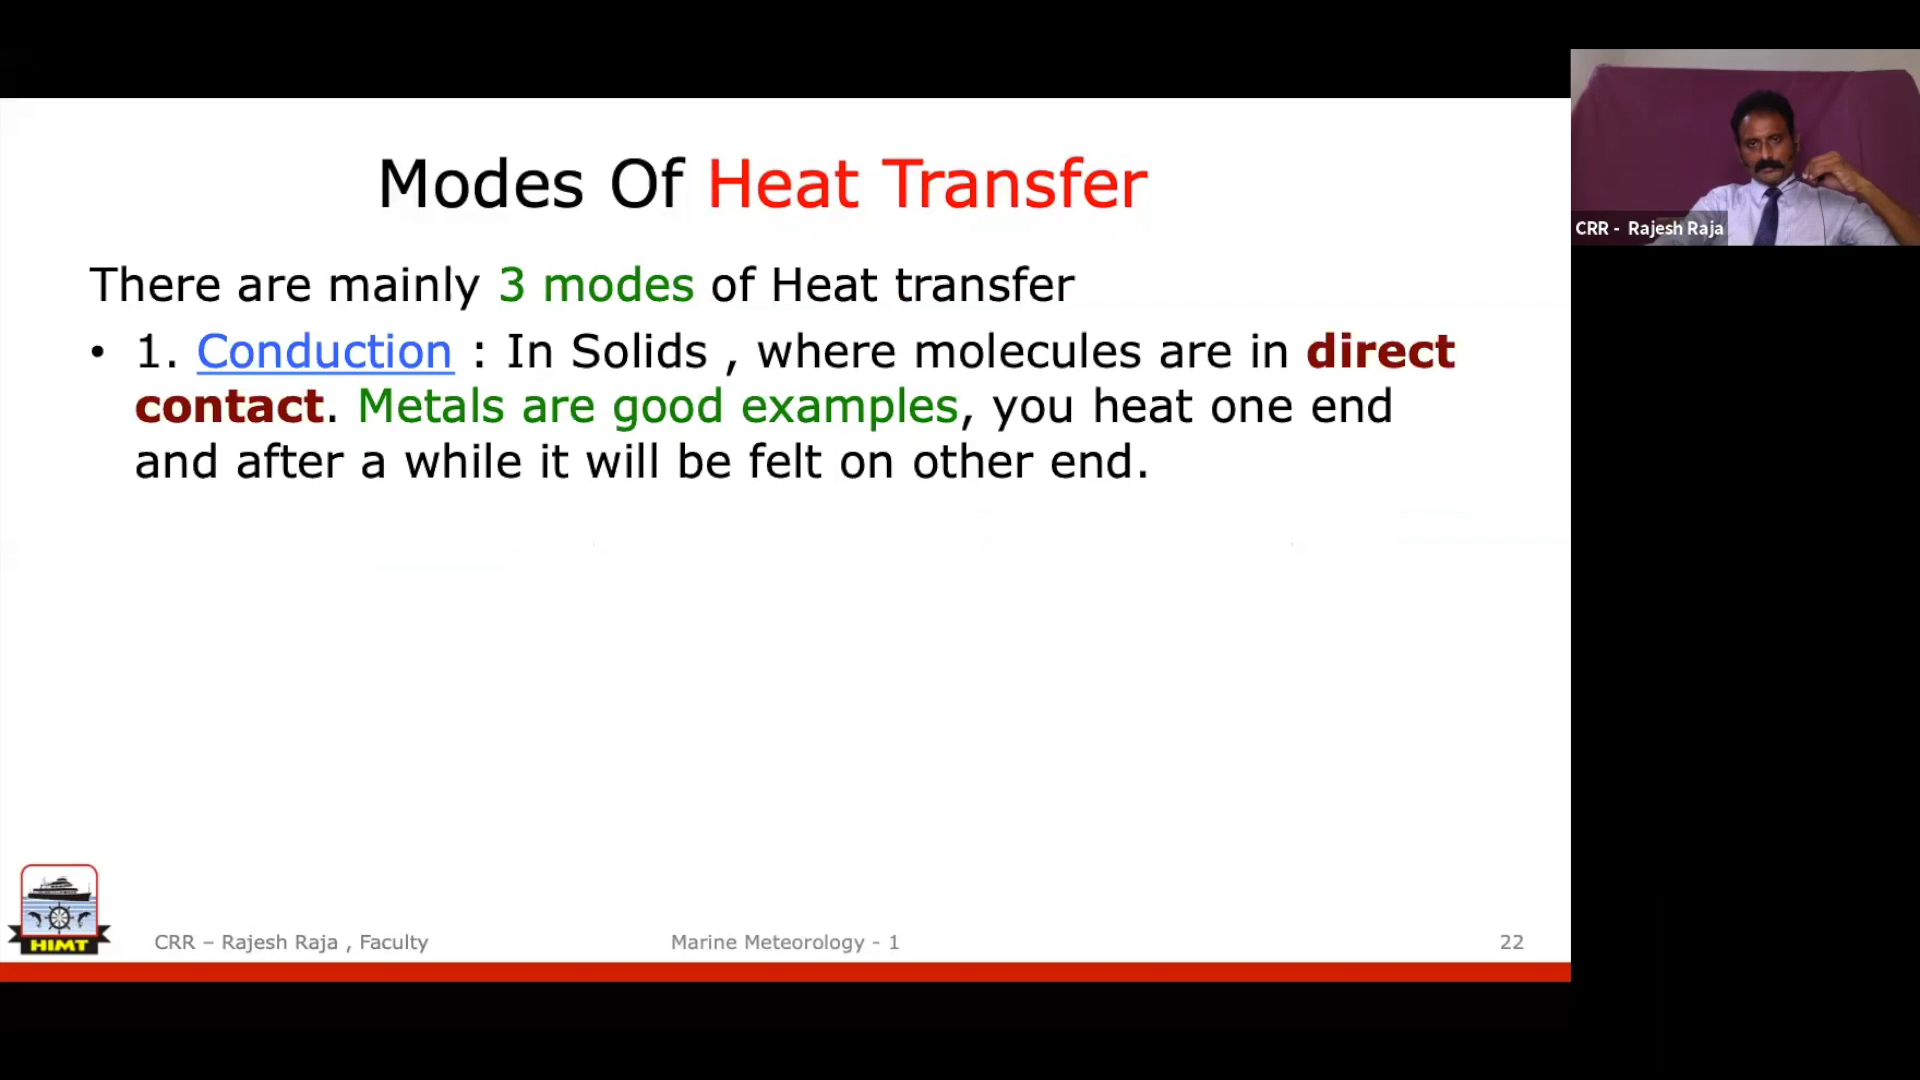 Modes Of Heat Transfer
There are mainly 3 modes of Heat transfer
• 1. Conduction : In Solids , where molecules are in direct
contact. Metals are good examples, you heat one end
and after a while it will be felt on other end.
CRR - Rajesh Raja
HIMT
CRR – Rajesh Raja , Faculty
Marine Meteorology - 1
22